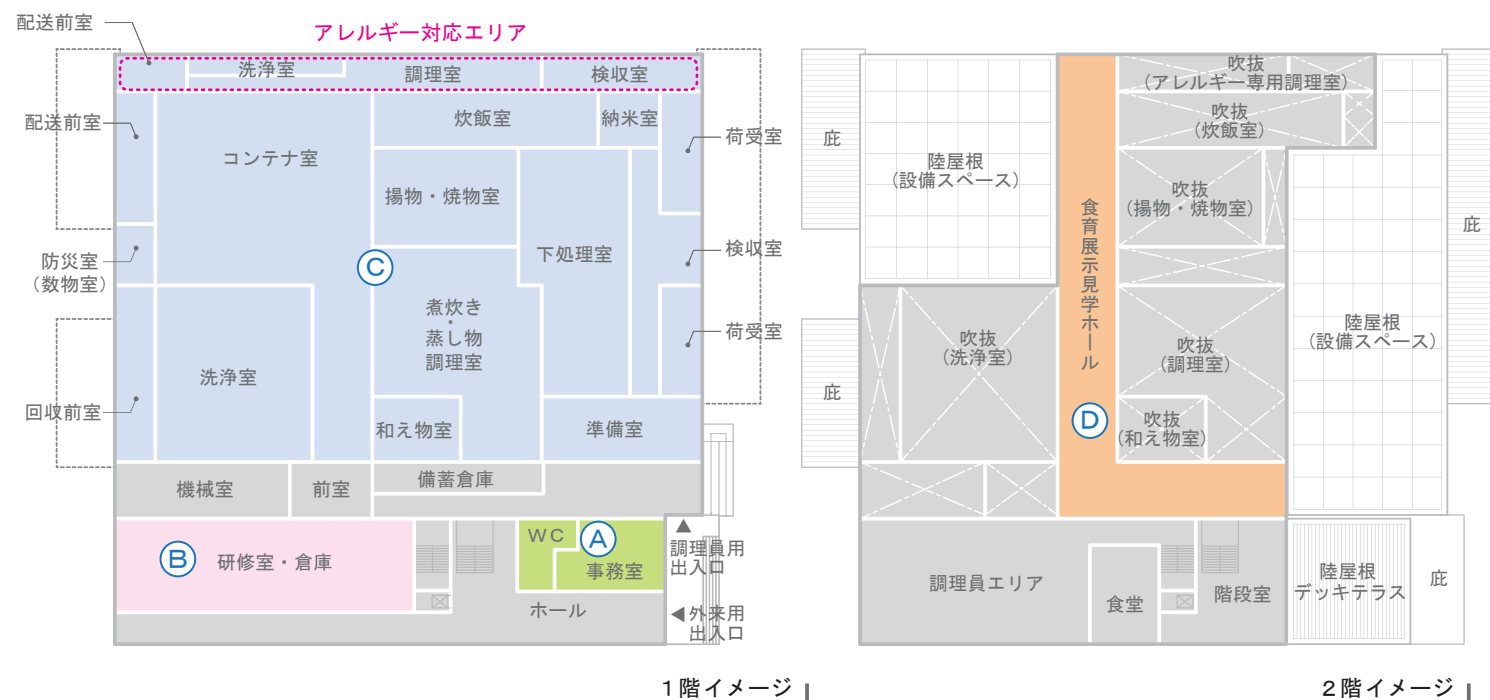 配送前室
アレルギー対応エリア
洗浄室
調理室
検収室
配送前室
コンテナ室
炊飯室
納米室
荷受室
揚物・焼物室
下処理室
検収室
防災室
(数物室)
C
煮炊き
・
蒸し物
調理室
荷受室
洗浄室
回収前室
和え物室
準備室
機械室
前室
備蓄倉庫
B
研修室・倉庫
WC
A
事務室
調理員用
出入口
ホール
外来用
出入口
1階イメージ
庇
陸屋根
(設備スペース)
吹抜
(アレルギー専用調理室)
吹抜
(炊飯室)
吹抜
(揚物・焼物室)
庇
食育展示見学ホール
吹抜
(洗浄室)
吹抜
(調理室)
陸屋根
(設備スペース)
庇
D
吹抜
(和え物室)
調理員エリア
食堂
階段室
陸屋根
デッキテラス
庇
2階イメージ